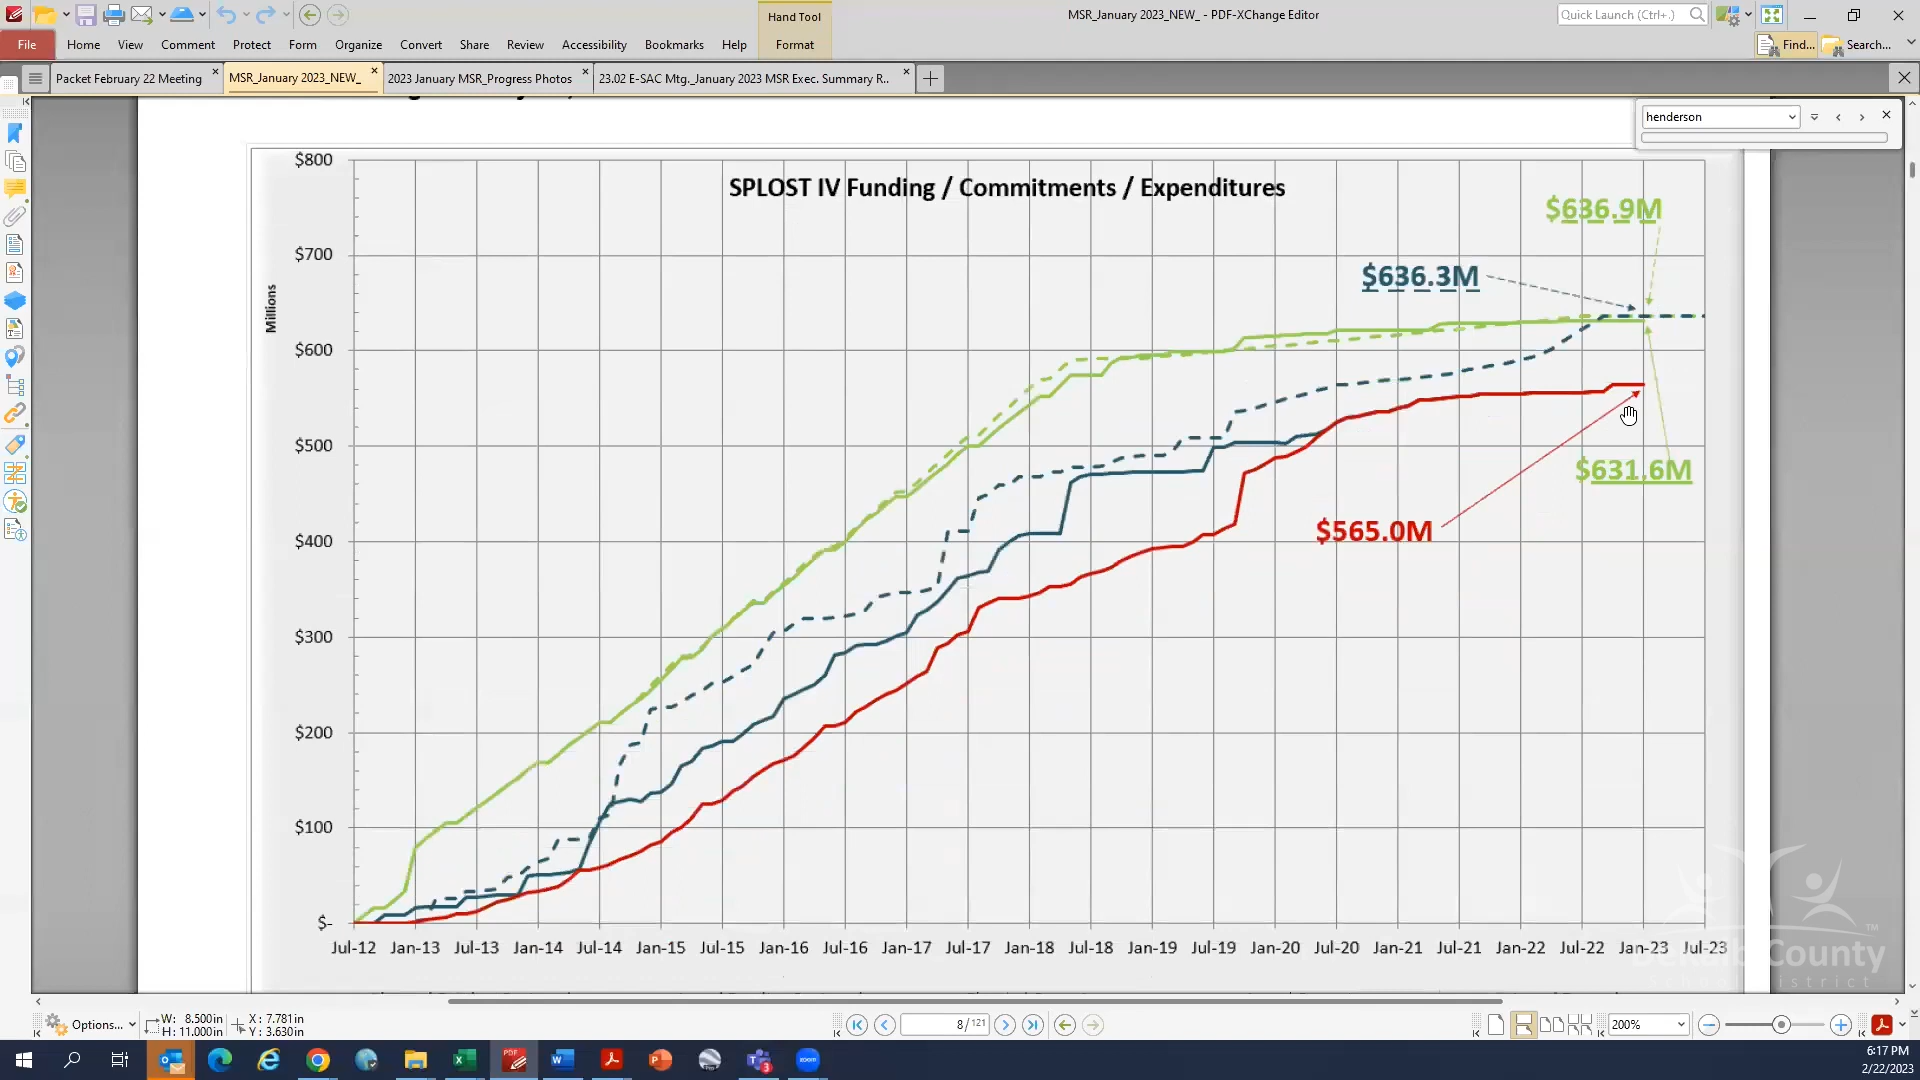 MSR_January 2023_NEW_ - PDF-XChange Editor
Hand Tool
Quick Launch (Ctrl+.)
File Home View Comment Protect Form Organize Convert Share Review Accessibility Bookmarks Help Format Find... Search...
Packet February 22 Meeting MSR_January 2023_NEW_ 2023 January MSR_Progress Photos 23.02 E-SAC Mtg._January 2023 MSR Exec. Summary R..
henderson
SPLOST IV Funding / Commitments / Expenditures
Millions
$800
$700
$600
$500
$400
$300
$200
$100
$-
$636.9M
$636.3M
$631.6M
$565.0M
Jul-12 Jan-13 Jul-13 Jan-14 Jul-14 Jan-15 Jul-15 Jan-16 Jul-16 Jan-17 Jul-17 Jan-18 Jul-18 Jan-19 Jul-19 Jan-20 Jul-20 Jan-21 Jul-21 Jan-22 Jul-22 Jan-23 Jul-23
DeKalb County
School District
TM
Options...
W: 8.500in
H: 11.000in
X: 7.781in
Y: 3.630in
8 / 121
200%
6:17 PM
2/22/2023